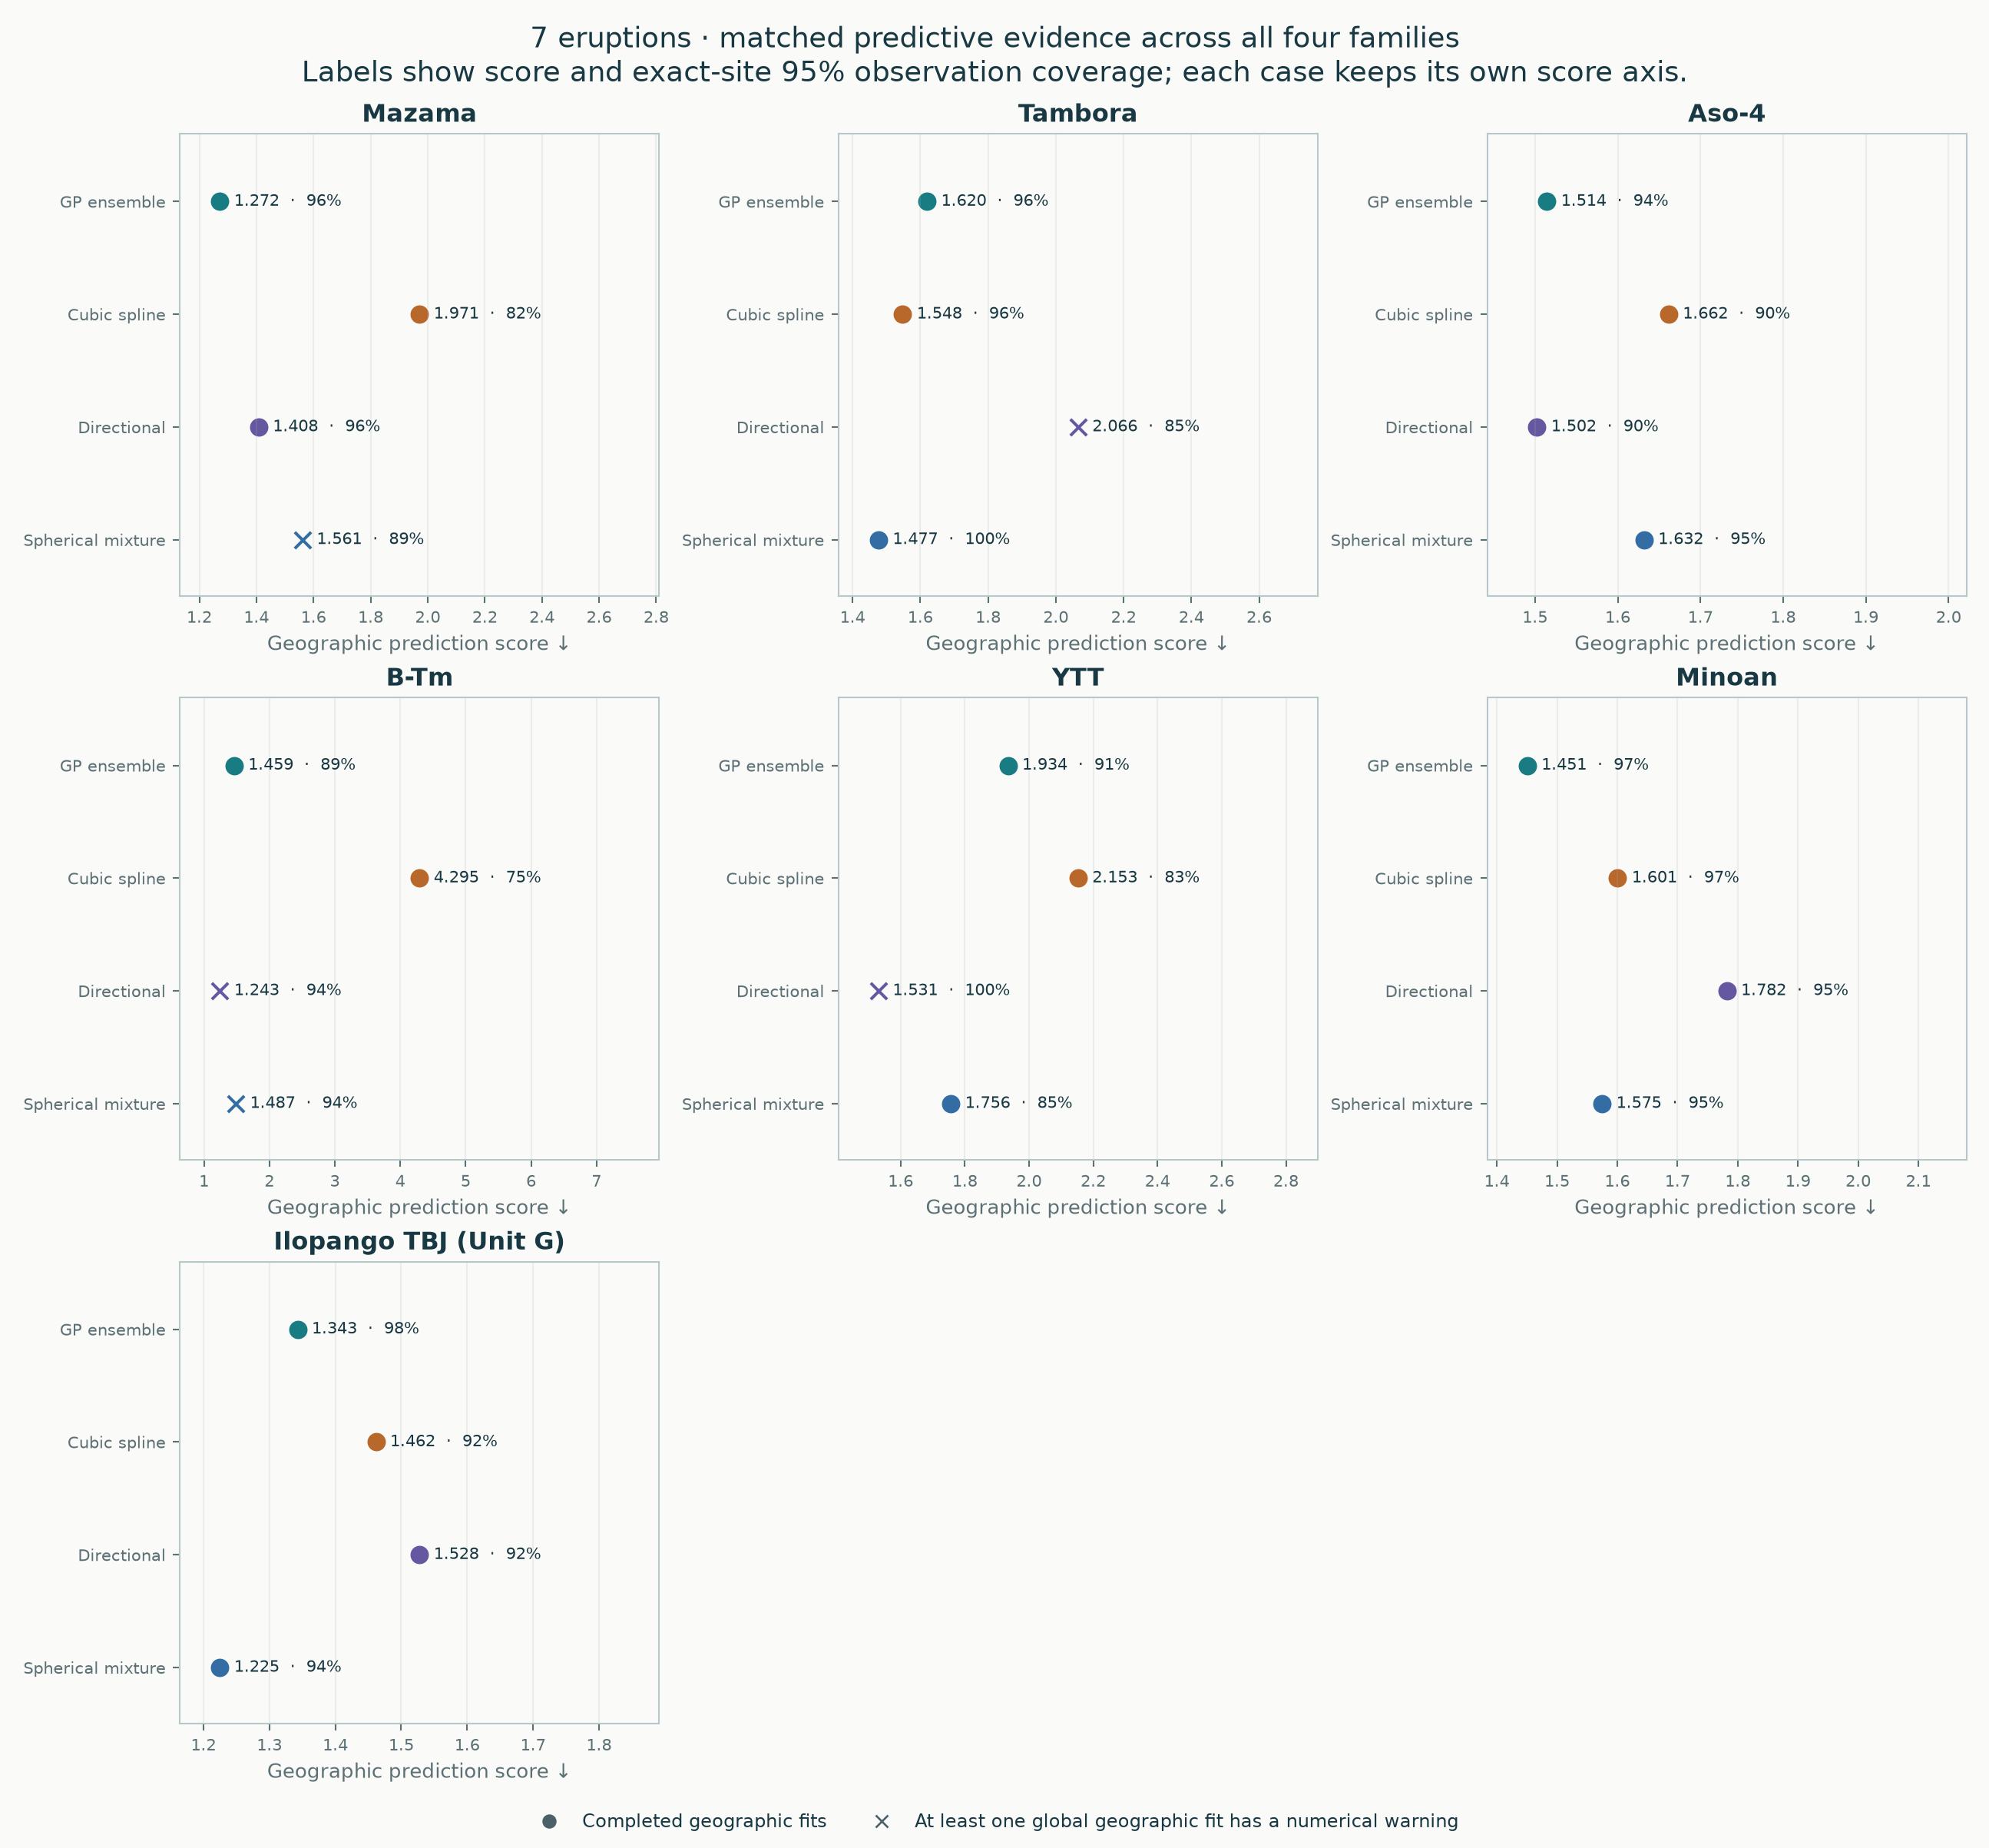 7 eruptions · matched predictive evidence across all four families
Labels show score and exact-site 95% observation coverage; each case keeps its own score axis.
Mazama
GP ensemble
1.272 · 96%
Cubic spline
1.971 · 82%
Directional
1.408 · 96%
Spherical mixture
1.561 · 89%
1.2 1.4 1.6 1.8 2.0 2.2 2.4 2.6 2.8
Geographic prediction score ↓
Tambora
GP ensemble
1.620 · 96%
Cubic spline
1.548 · 96%
Directional
2.066 · 85%
Spherical mixture
1.477 · 100%
1.4 1.6 1.8 2.0 2.2 2.4 2.6
Geographic prediction score ↓
Aso-4
GP ensemble
1.514 · 94%
Cubic spline
1.662 · 90%
Directional
1.502 · 90%
Spherical mixture
1.632 · 95%
1.5 1.6 1.7 1.8 1.9 2.0
Geographic prediction score ↓
B-Tm
GP ensemble
1.459 · 89%
Cubic spline
4.295 · 75%
Directional
1.243 · 94%
Spherical mixture
1.487 · 94%
1 2 3 4 5 6 7
Geographic prediction score ↓
YTT
GP ensemble
1.934 · 91%
Cubic spline
2.153 · 83%
Directional
1.531 · 100%
Spherical mixture
1.756 · 85%
1.6 1.8 2.0 2.2 2.4 2.6 2.8
Geographic prediction score ↓
Minoan
GP ensemble
1.451 · 97%
Cubic spline
1.601 · 97%
Directional
1.782 · 95%
Spherical mixture
1.575 · 95%
1.4 1.5 1.6 1.7 1.8 1.9 2.0 2.1
Geographic prediction score ↓
Ilopango TBJ (Unit G)
GP ensemble
1.343 · 98%
Cubic spline
1.462 · 92%
Directional
1.528 · 92%
Spherical mixture
1.225 · 94%
1.2 1.3 1.4 1.5 1.6 1.7 1.8
Geographic prediction score ↓
Completed geographic fits
At least one global geographic fit has a numerical warning